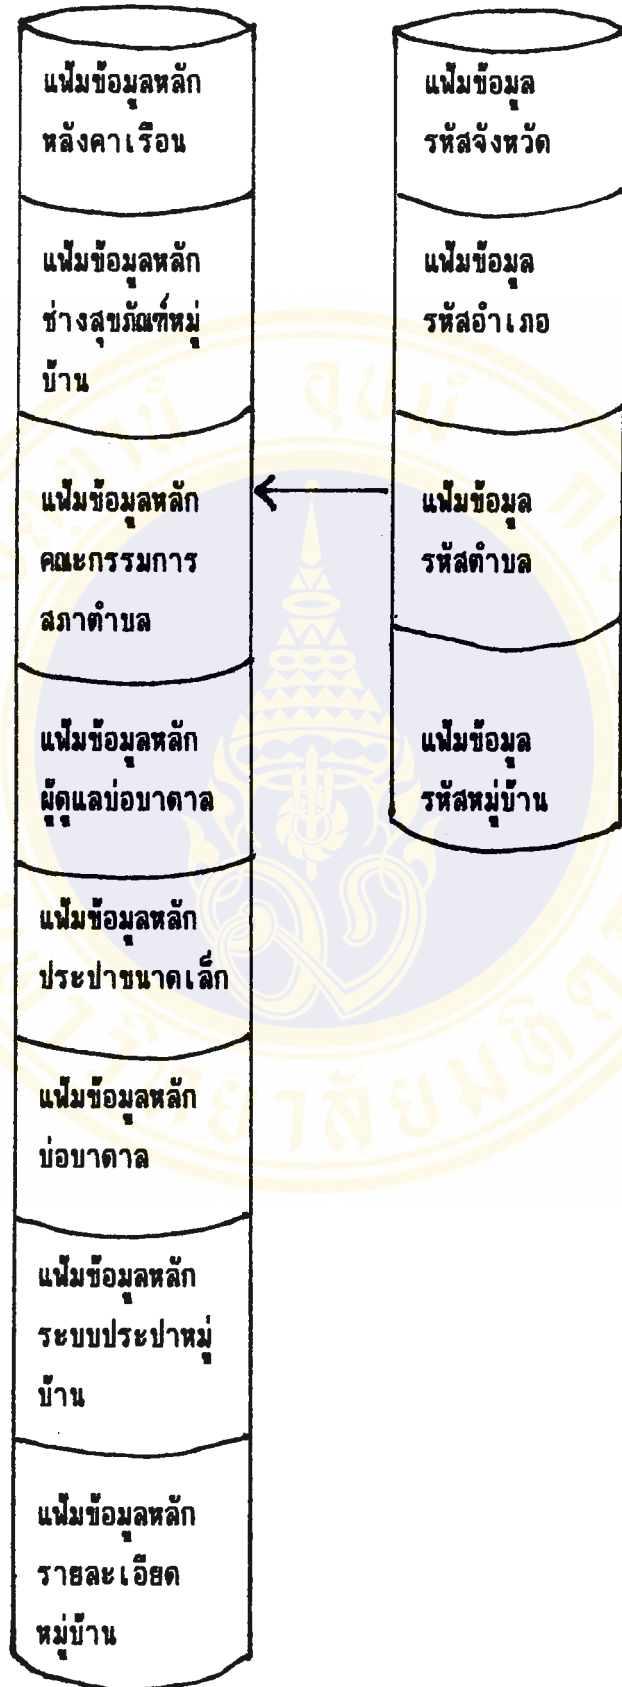 แฟ้มข้อมูลหลัก
หลังคาเรือน
แฟ้มข้อมูลหลัก
ช่างสุขภัณฑ์หมู่
บ้าน
แฟ้มข้อมูลหลัก
คณะกรรมการ
สภาตำบล
แฟ้มข้อมูลหลัก
ผู้ดูแลบ่อบาดาล
แฟ้มข้อมูลหลัก
ประปาขนาดเล็ก
แฟ้มข้อมูลหลัก
บ่อบาดาล
แฟ้มข้อมูลหลัก
ระบบประปาหมู่
บ้าน
แฟ้มข้อมูลหลัก
รายละเอียด
หมู่บ้าน
แฟ้มข้อมูล
รหัสจังหวัด
แฟ้มข้อมูล
รหัสอำเภอ
แฟ้มข้อมูล
รหัสตำบล
แฟ้มข้อมูล
รหัสหมู่บ้าน